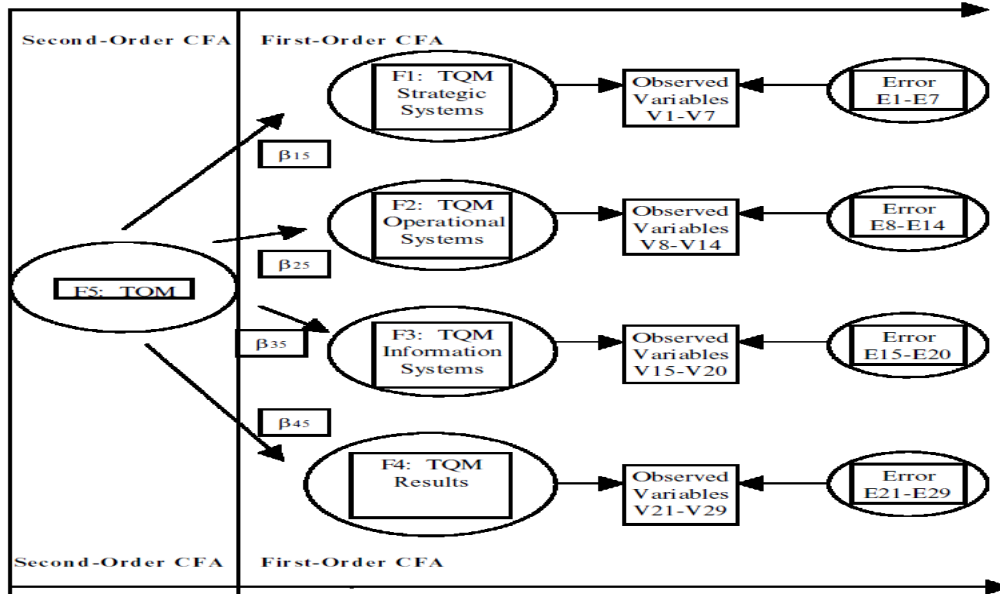 Second-Order CFA
First-Order CFA
F1: TQM
Strategic
Systems
Observed
Variables
V1-V7
Error
E1-E7
β15
F2: TQM
Operational
Systems
Observed
Variables
V8-V14
Error
E8-E14
β25
F5: TQM
F3: TQM
Information
Systems
Observed
Variables
V15-V20
Error
E15-E20
β35
β45
F4: TQM
Results
Observed
Variables
V21-V29
Error
E21-E29
Second-Order CFA
First-Order CFA